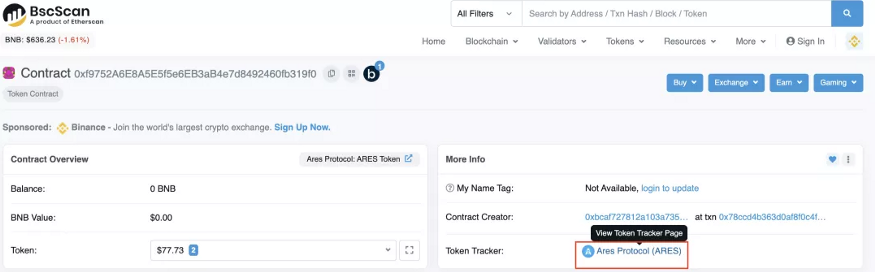 BscScan
A product of Etherscan
All Filters
Search by Address / Txn Hash / Block / Token
BNB: $636.23 (-1.61%)
Home Blockchain Validators Tokens Resources More Sign In
Contract 0xf9752A6E8A5E5f5e6EB3aB4e7d8492460fb319f0
b 1
Buy Exchange Earn Gaming
Token Contract
Sponsored: Binance - Join the world's largest crypto exchange. Sign Up Now.
Contract Overview
Ares Protocol: ARES Token
Balance: 0 BNB
BNB Value: $0.00
Token: $77.73 2
More Info
My Name Tag: Not Available, login to update
Contract Creator: 0xbcaf727812a103a735... at txn 0x78ccd4b363d0af8f0c4f...
View Token Tracker Page
Token Tracker: A Ares Protocol (ARES)